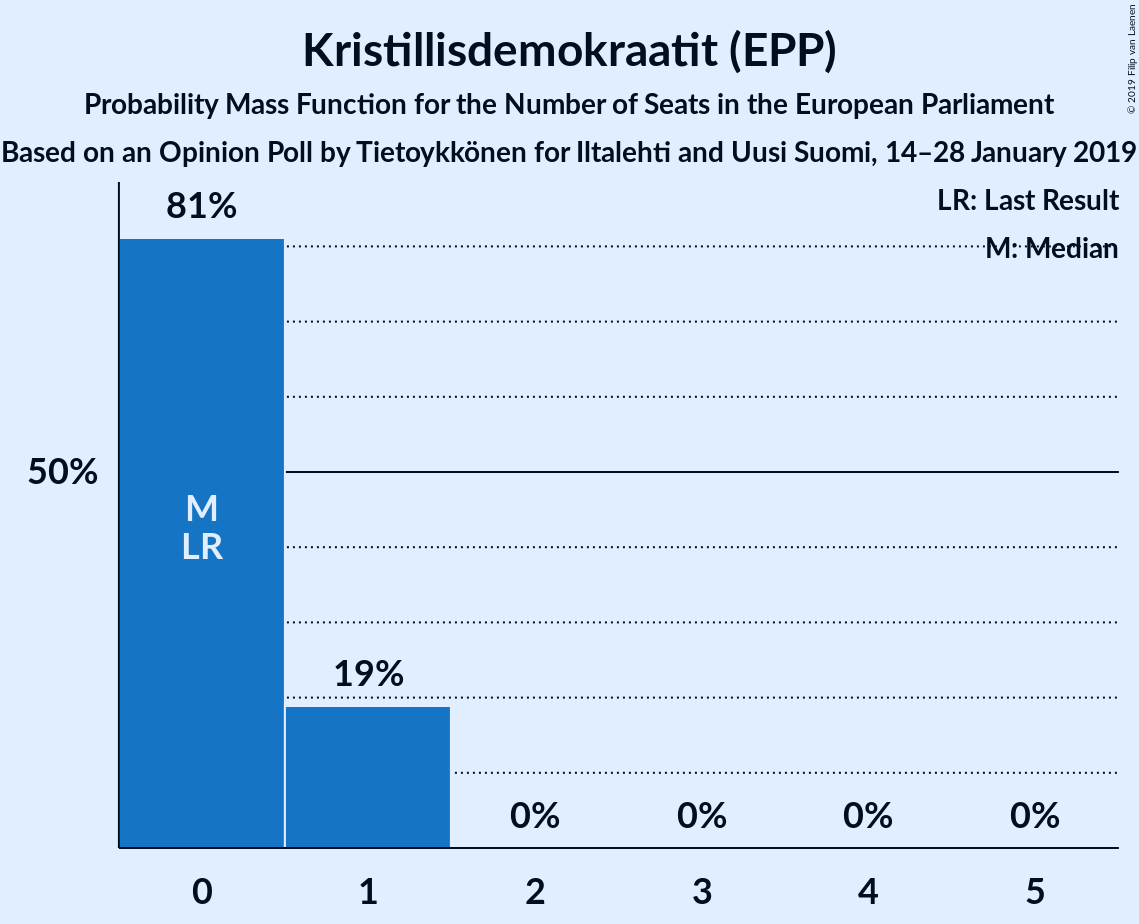 Kristillisdemokraatit (EPP)
Probability Mass Function for the Number of Seats in the European Parliament
Based on an Opinion Poll by Tietoykkönen for Iltalehti and Uusi Suomi, 14–28 January 2019
© 2019 Filip van Laenen
LR: Last Result
M: Median
81%
50%
M
LR
19%
0% 0% 0% 0%
0 1 2 3 4 5